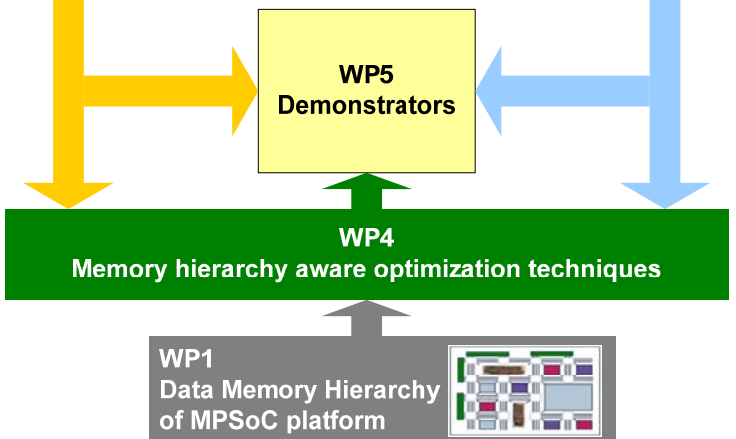 WP5
Demonstrators
WP4
Memory hierarchy aware optimization techniques
WP1
Data Memory Hierarchy
of MPSoC platform